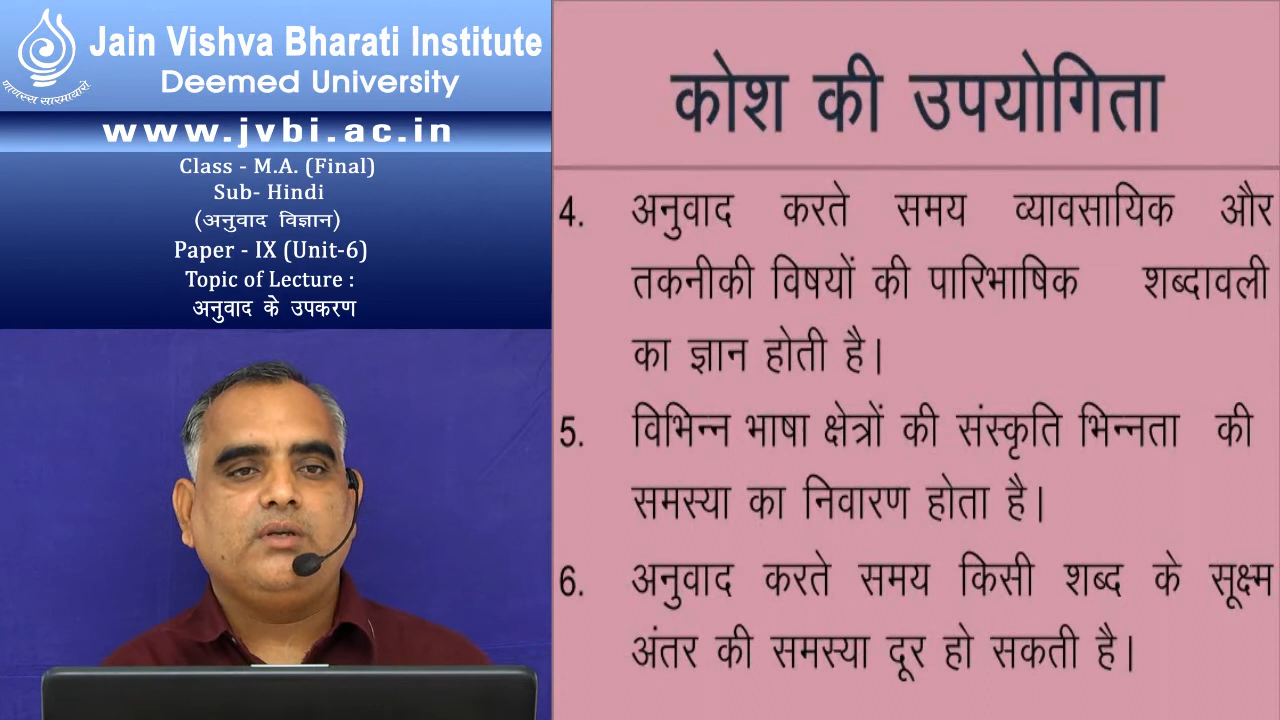 Jain Vishva Bharati Institute
Deemed University
णाणस्स सारमायारो
www.jvbi.ac.in
Class - M.A. (Final)
Sub- Hindi
(अनुवाद विज्ञान)
Paper - IX (Unit-6)
Topic of Lecture :
अनुवाद के उपकरण
कोश की उपयोगिता
4. अनुवाद करते समय व्यावसायिक और
तकनीकी विषयों की पारिभाषिक शब्दावली
का ज्ञान होती है।
5. विभिन्न भाषा क्षेत्रों की संस्कृति भिन्नता की
समस्या का निवारण होता है।
6. अनुवाद करते समय किसी शब्द के सूक्ष्म
अंतर की समस्या दूर हो सकती है।